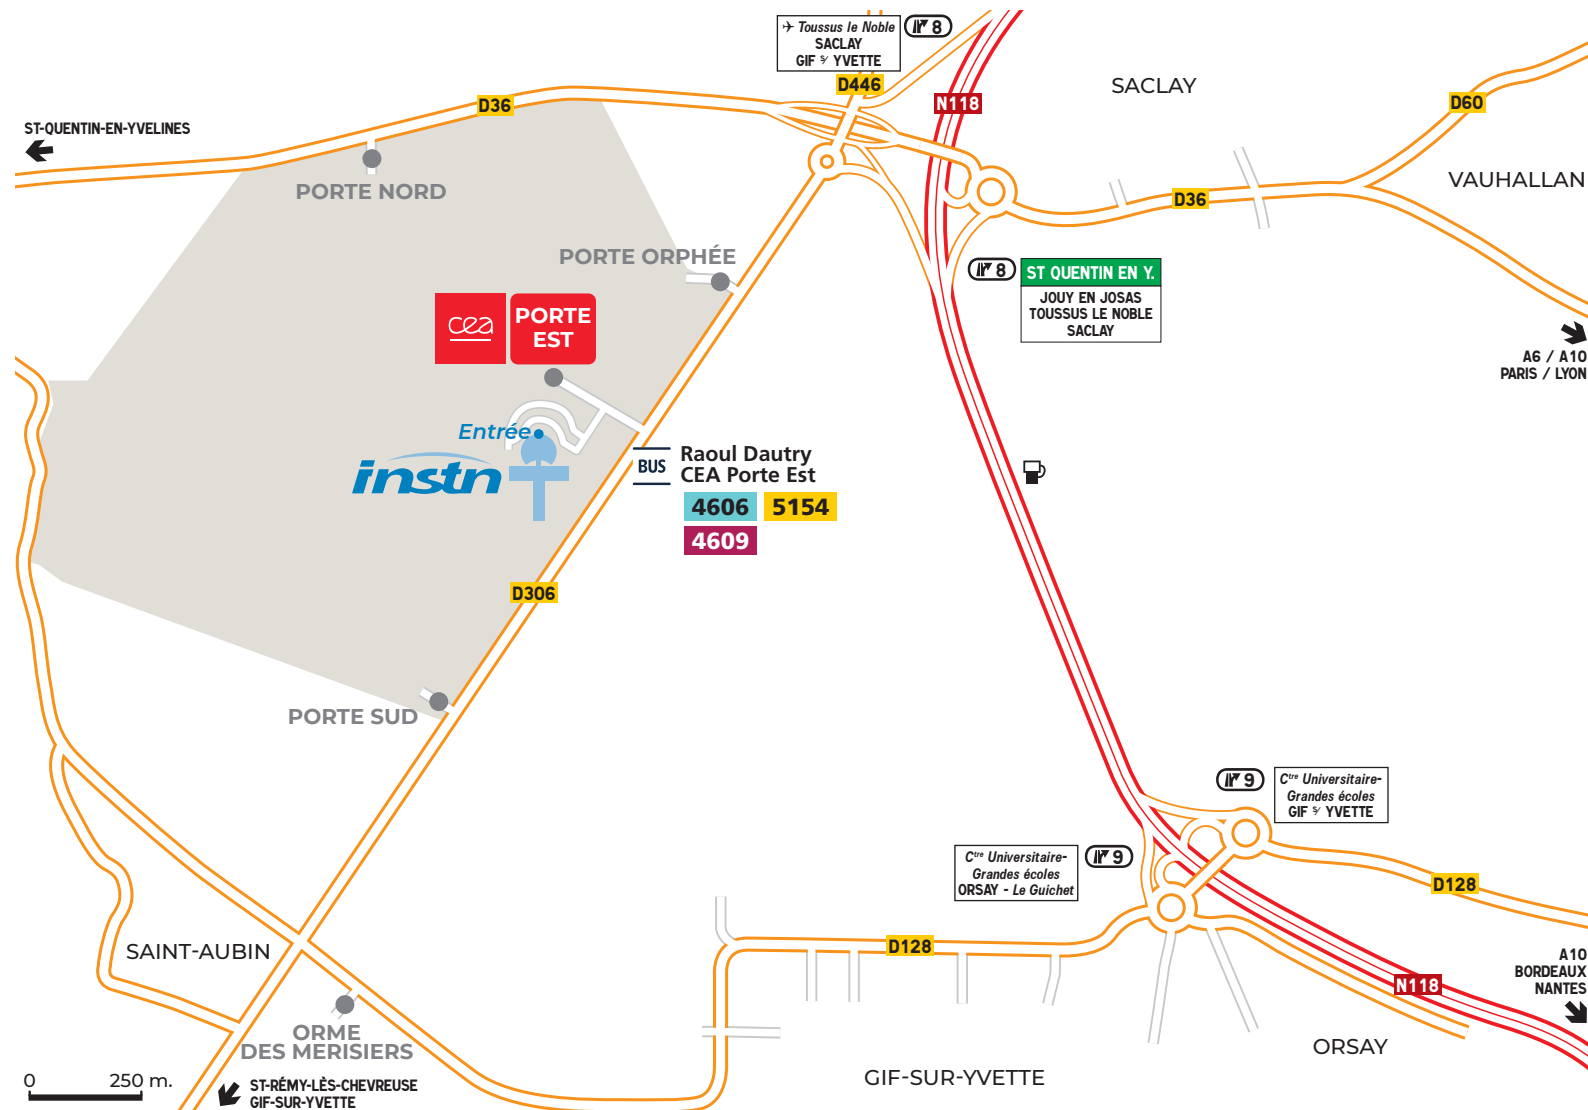 ✈ Toussus le Noble
SACLAY
GIF s/ YVETTE
8
D446
N118
SACLAY
D60
D36
ST-QUENTIN-EN-YVELINES
PORTE NORD
VAUHALLAN
D36
PORTE ORPHÉE
8
ST QUENTIN EN Y.
JOUY EN JOSAS
TOUSSUS LE NOBLE
SACLAY
cea
PORTE
EST
A6 / A10
PARIS / LYON
Entrée
instn
BUS
Raoul Dautry
CEA Porte Est
4606 5154
4609
D306
PORTE SUD
9
Ctre Universitaire-
Grandes écoles
GIF s/ YVETTE
Ctre Universitaire-
Grandes écoles
ORSAY - Le Guichet
9
D128
D128
SAINT-AUBIN
A10
BORDEAUX
NANTES
N118
ORME
DES MERISIERS
ORSAY
GIF-SUR-YVETTE
0 250 m.
ST-RÉMY-LÈS-CHEVREUSE
GIF-SUR-YVETTE